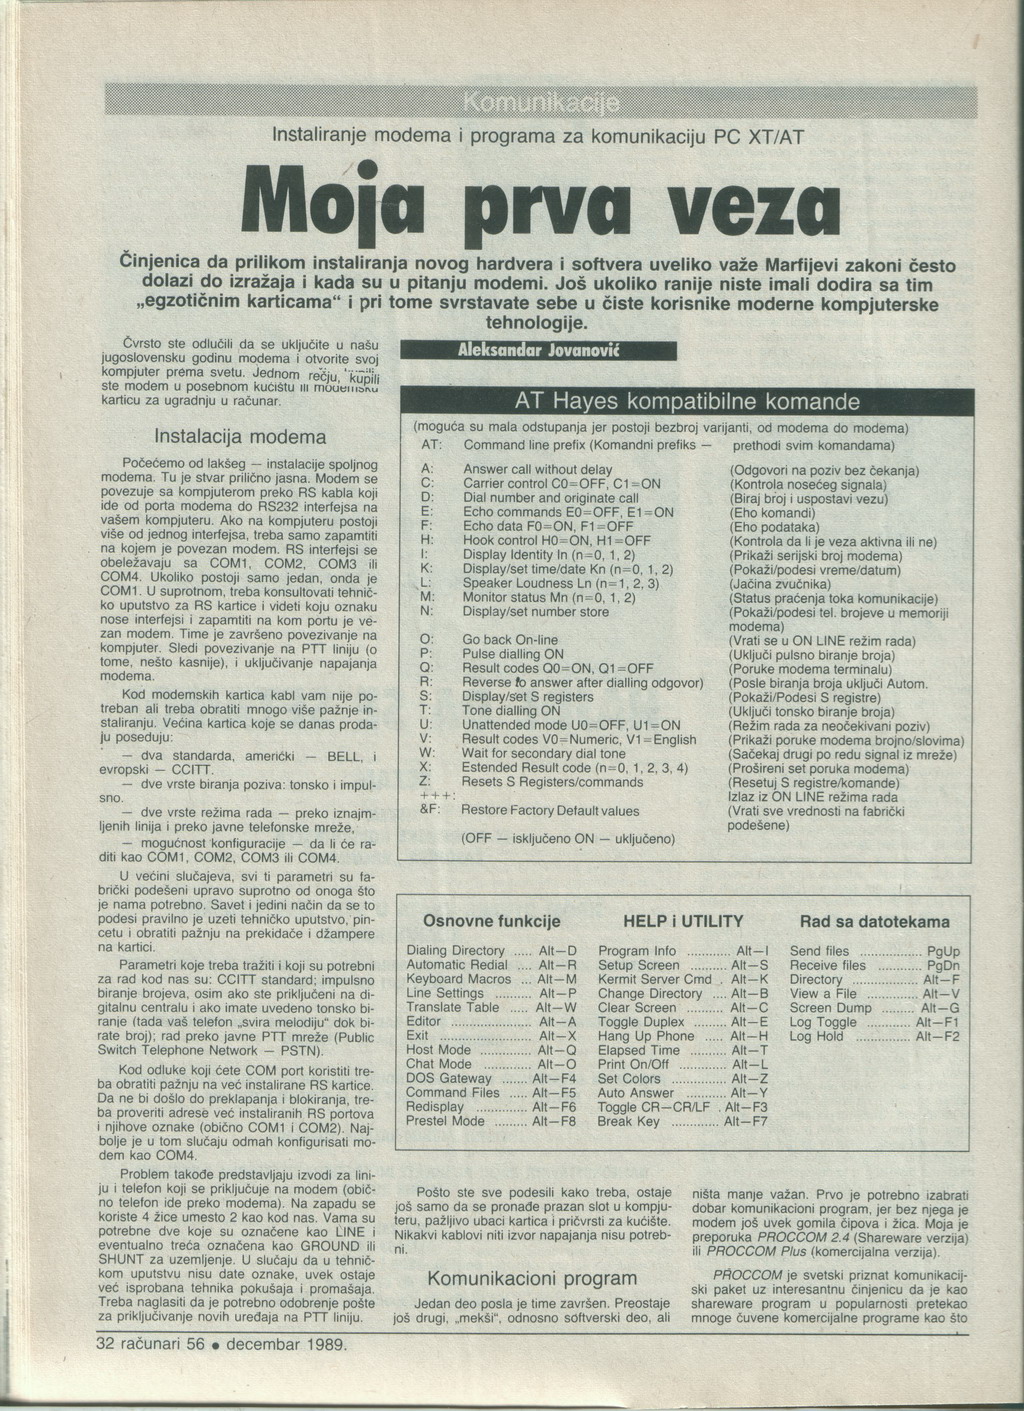 Komunikacije
Instaliranje modema i programa za komunikaciju PC XT/AT
Moja prva veza
Činjenica da prilikom instaliranja novog hardvera i softvera uveliko važe Marfijevi zakoni često
dolazi do izražaja i kada su u pitanju modemi. Još ukoliko ranije niste imali dodira sa tim
„egzotičnim karticama“ i pri tome svrstavate sebe u čiste korisnike moderne kompjuterske
tehnologije.
Aleksandar Jovanović
Čvrsto ste odlučili da se uključite u našu
jugoslovensku godinu modema i otvorite svoj
kompjuter prema svetu. Jednom rečju, kupili
ste modem u posebnom kućištu ili modemsku
karticu za ugradnju u računar.
Instalacija modema
Počećemo od lakšeg — instalacije spoljnog
modema. Tu je stvar prilično jasna. Modem se
povezuje sa kompjuterom preko RS kabla koji
ide od porta modema do RS232 interfejsa na
vašem kompjuteru. Ako na kompjuteru postoji
više od jednog interfejsa, treba samo zapamtiti
na kojem je povezan modem. RS interfejsi se
obeležavaju sa COM1, COM2, COM3 ili
COM4. Ukoliko postoji samo jedan, onda je
COM1. U suprotnom, treba konsultovati tehnič-
ko uputstvo za RS kartice i videti koju oznaku
nose interfejsi i zapamtiti na kom portu je ve-
zan modem. Time je završeno povezivanje na
kompjuter. Sledi povezivanje na PTT liniju (o
tome, nešto kasnije), i uključivanje napajanja
modema.
Kod modemskih kartica kabl vam nije po-
treban ali treba obratiti mnogo više pažnje in-
staliranju. Većina kartica koje se danas proda-
ju poseduju:
— dva standarda, američki — BELL, i
evropski — CCITT.
— dve vrste biranja poziva: tonsko i impul-
sno.
— dve vrste režima rada — preko iznajm-
ljenih linija i preko javne telefonske mreže,
— mogućnost konfiguracije — da li će ra-
diti kao COM1, COM2, COM3 ili COM4.
U većini slučajeva, svi ti parametri su fa-
brički podešeni upravo suprotno od onoga što
je nama potrebno. Savet i jedini način da se to
podesi pravilno je uzeti tehničko uputstvo, pin-
cetu i obratiti pažnju na prekidače i džampere
na kartici.
Parametri koje treba tražiti i koji su potrebni
za rad kod nas su: CCITT standard; impulsno
biranje brojeva, osim ako ste priključeni na di-
gitalnu centralu i ako imate uvedeno tonsko bi-
ranje (tada vaš telefon „svira melodiju“ dok bi-
rate broj); rad preko javne PTT mreže (Public
Switch Telephone Network — PSTN).
Kod odluke koji ćete COM port koristiti tre-
ba obratiti pažnju na već instalirane RS kartice.
Da ne bi došlo do preklapanja i blokiranja, tre-
ba proveriti adrese već instaliranih RS portova
i njihove oznake (obično COM1 i COM2). Naj-
bolje je u tom slučaju odmah konfigurisati mo-
dem kao COM4.
Problem takođe predstavljaju izvodi za lini-
ju i telefon koji se priključuje na modem (obič-
no telefon ide preko modema). Na zapadu se
koriste 4 žice umesto 2 kao kod nas. Vama su
potrebne dve koje su označene kao LINE i
eventualno treća označena kao GROUND ili
SHUNT za uzemljenje. U slučaju da u tehnič-
kom uputstvu nisu date oznake, uvek ostaje
već isprobana tehnika pokušaja i promašaja.
Treba naglasiti da je potrebno odobrenje pošte
za priključivanje novih uređaja na PTT liniju.
AT Hayes kompatibilne komande
(moguća su mala odstupanja jer postoji bezbroj varijanti, od modema do modema)
AT: Command line prefix (Komandni prefiks — prethodi svim komandama)
A: Answer call without delay (Odgovori na poziv bez čekanja)
C: Carrier control C0=OFF, C1=ON (Kontrola nosećeg signala)
D: Dial number and originate call (Biraj broj i uspostavi vezu)
E: Echo commands E0=OFF, E1=ON (Eho komandi)
F: Echo data F0=ON, F1=OFF (Eho podataka)
H: Hook control H0=ON, H1=OFF (Kontrola da li je veza aktivna ili ne)
I: Display Identity In (n=0, 1, 2) (Prikaži serijski broj modema)
K: Display/set time/date Kn (n=0, 1, 2) (Pokaži/podesi vreme/datum)
L: Speaker Loudness Ln (n=1, 2, 3) (Jačina zvučnika)
M: Monitor status Mn (n=0, 1, 2) (Status praćenja toka komunikacije)
N: Display/set number store (Pokaži/podesi tel. brojeve u memoriji
modema)
O: Go back On-line (Vrati se u ON LINE režim rada)
P: Pulse dialling ON (Uključi pulsno biranje broja)
Q: Result codes Q0=ON, Q1=OFF (Poruke modema terminalu)
R: Reverse to answer after dialling odgovor) (Posle biranja broja uključi Autom.
S: Display/set S registers (Pokaži/Podesi S registre)
T: Tone dialling ON (Uključi tonsko biranje broja)
U: Unattended mode U0=OFF, U1=ON (Režim rada za neočekivani poziv)
V: Result codes V0=Numeric, V1=English (Prikaži poruke modema brojno/slovima)
W: Wait for secondary dial tone (Sačekaj drugi po redu signal iz mreže)
X: Estended Result code (n=0, 1, 2, 3, 4) (Prošireni set poruka modema)
Z: Resets S Registers/commands (Resetuj S registre/komande)
+++: Izlaz iz ON LINE režima rada
&F: Restore Factory Default values (Vrati sve vrednosti na fabrički
podešene)
(OFF — isključeno ON — uključeno)
Osnovne funkcije
Dialing Directory ..... Alt—D
Automatic Redial .... Alt—R
Keyboard Macros ... Alt—M
Line Settings .......... Alt—P
Translate Table ..... Alt—W
Editor ...................... Alt—A
Exit ......................... Alt—X
Host Mode ............. Alt—Q
Chat Mode ............. Alt—O
DOS Gateway ....... Alt—F4
Command Files ..... Alt—F5
Redisplay .............. Alt—F6
Prestel Mode ......... Alt—F8
HELP i UTILITY
Program Info ............ Alt—I
Setup Screen .......... Alt—S
Kermit Server Cmd . Alt—K
Change Directory .... Alt—B
Clear Screen ........... Alt—C
Toggle Duplex ......... Alt—E
Hang Up Phone ..... Alt—H
Elapsed Time .......... Alt—T
Print On/Off ............. Alt—L
Set Colors ............... Alt—Z
Auto Answer ........... Alt—Y
Toggle CR—CR/LF . Alt—F3
Break Key ............. Alt—F7
Rad sa datotekama
Send files ................. PgUp
Receive files ............ PgDn
Directory ................. Alt—F
View a File .............. Alt—V
Screen Dump ......... Alt—G
Log Toggle ............ Alt—F1
Log Hold ............... Alt—F2
Pošto ste sve podesili kako treba, ostaje
još samo da se pronađe prazan slot u kompju-
teru, pažljivo ubaci kartica i pričvrsti za kućište.
Nikakvi kablovi niti izvor napajanja nisu potreb-
ni.
Komunikacioni program
Jedan deo posla je time završen. Preostaje
još drugi, „mekši“, odnosno softverski deo, ali
ništa manje važan. Prvo je potrebno izabrati
dobar komunikacioni program, jer bez njega je
modem još uvek gomila čipova i žica. Moja je
preporuka PROCCOM 2.4 (Shareware verzija)
ili PROCCOM Plus (komercijalna verzija).
PROCCOM je svetski priznat komunikacij-
ski paket uz interesantnu činjenicu da je kao
shareware program u popularnosti pretekao
mnoge čuvene komercijalne programe kao što
32 računari 56 • decembar 1989.